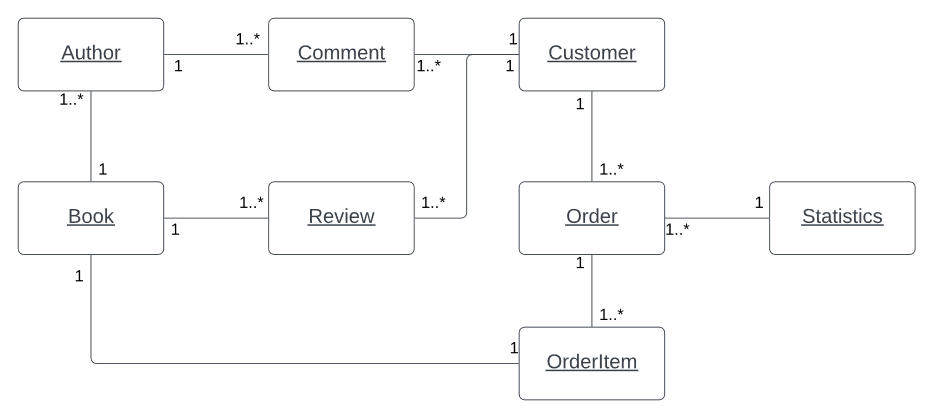 1..* 1
Author Comment Customer
1 1..* 1
1..* 1
1 1..*
1..* 1..* 1
Book Review Order Statistics
1 1..*
1 1
1..*
1
OrderItem